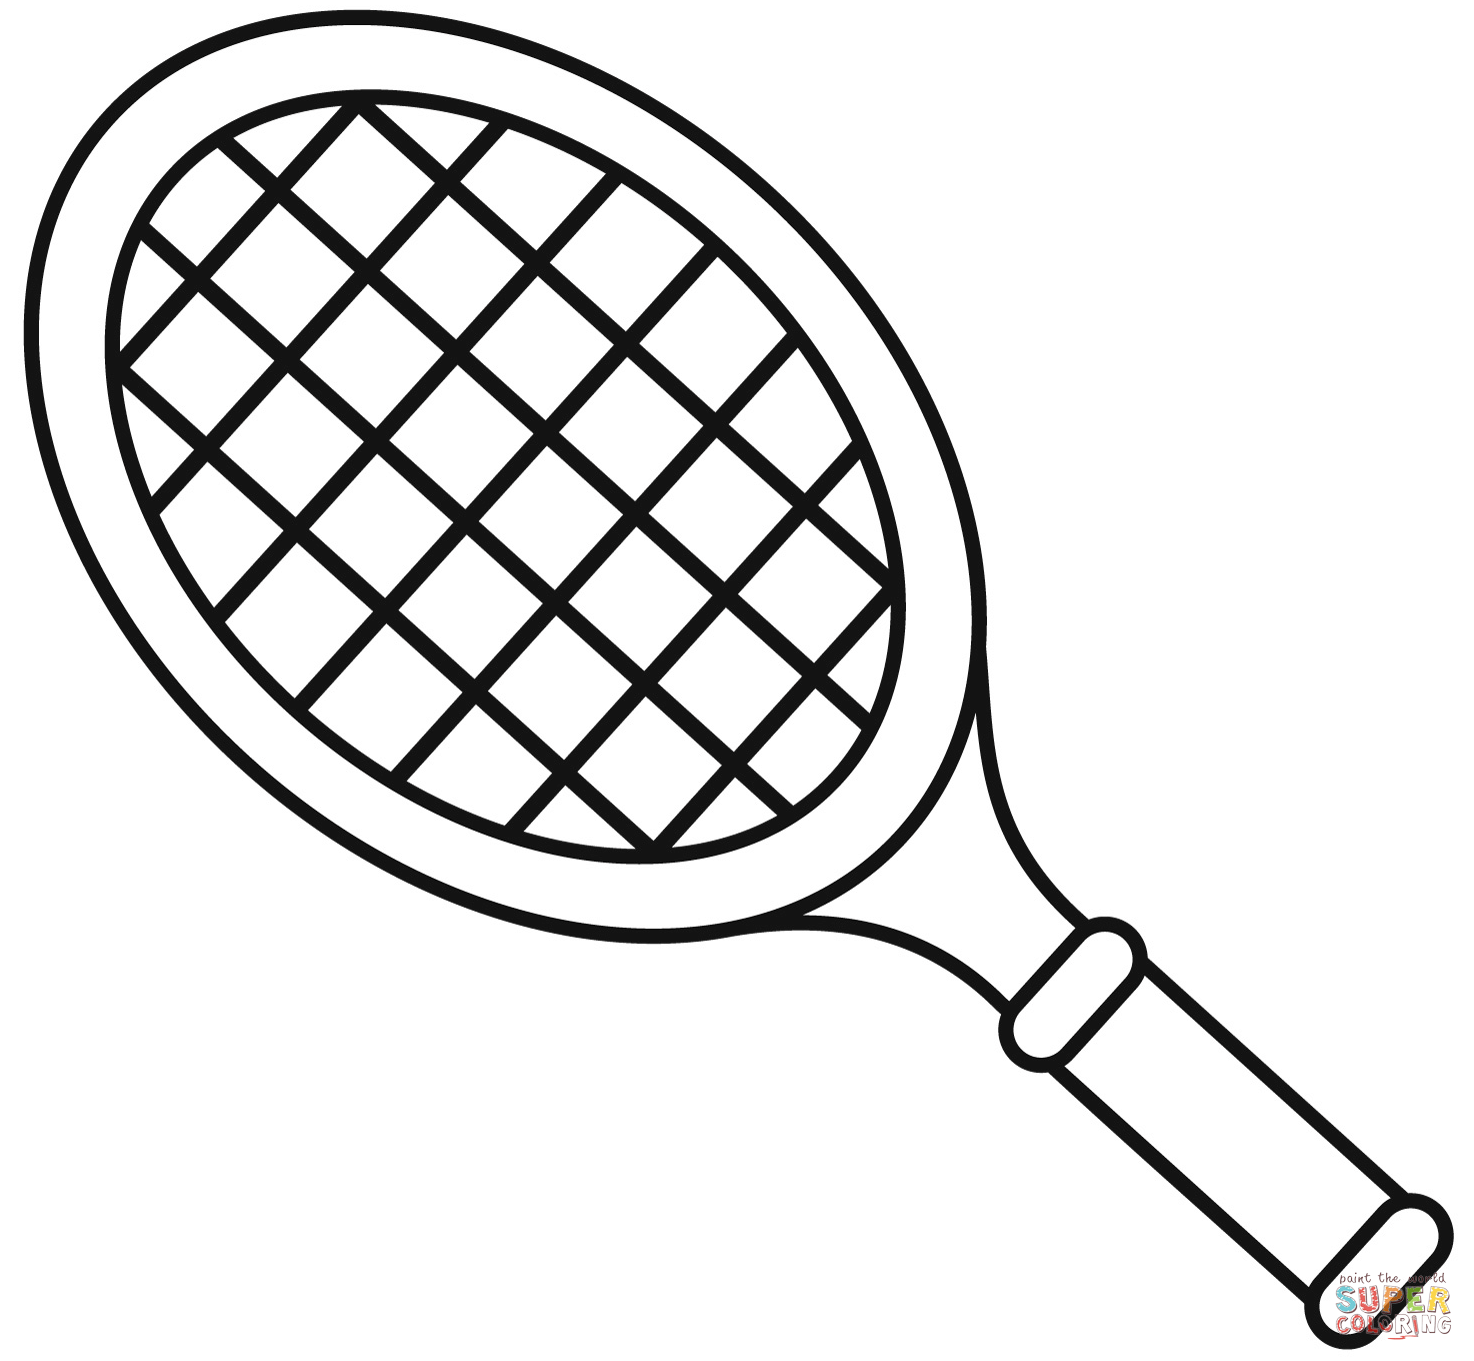 paint the world
SUPER
COLORING